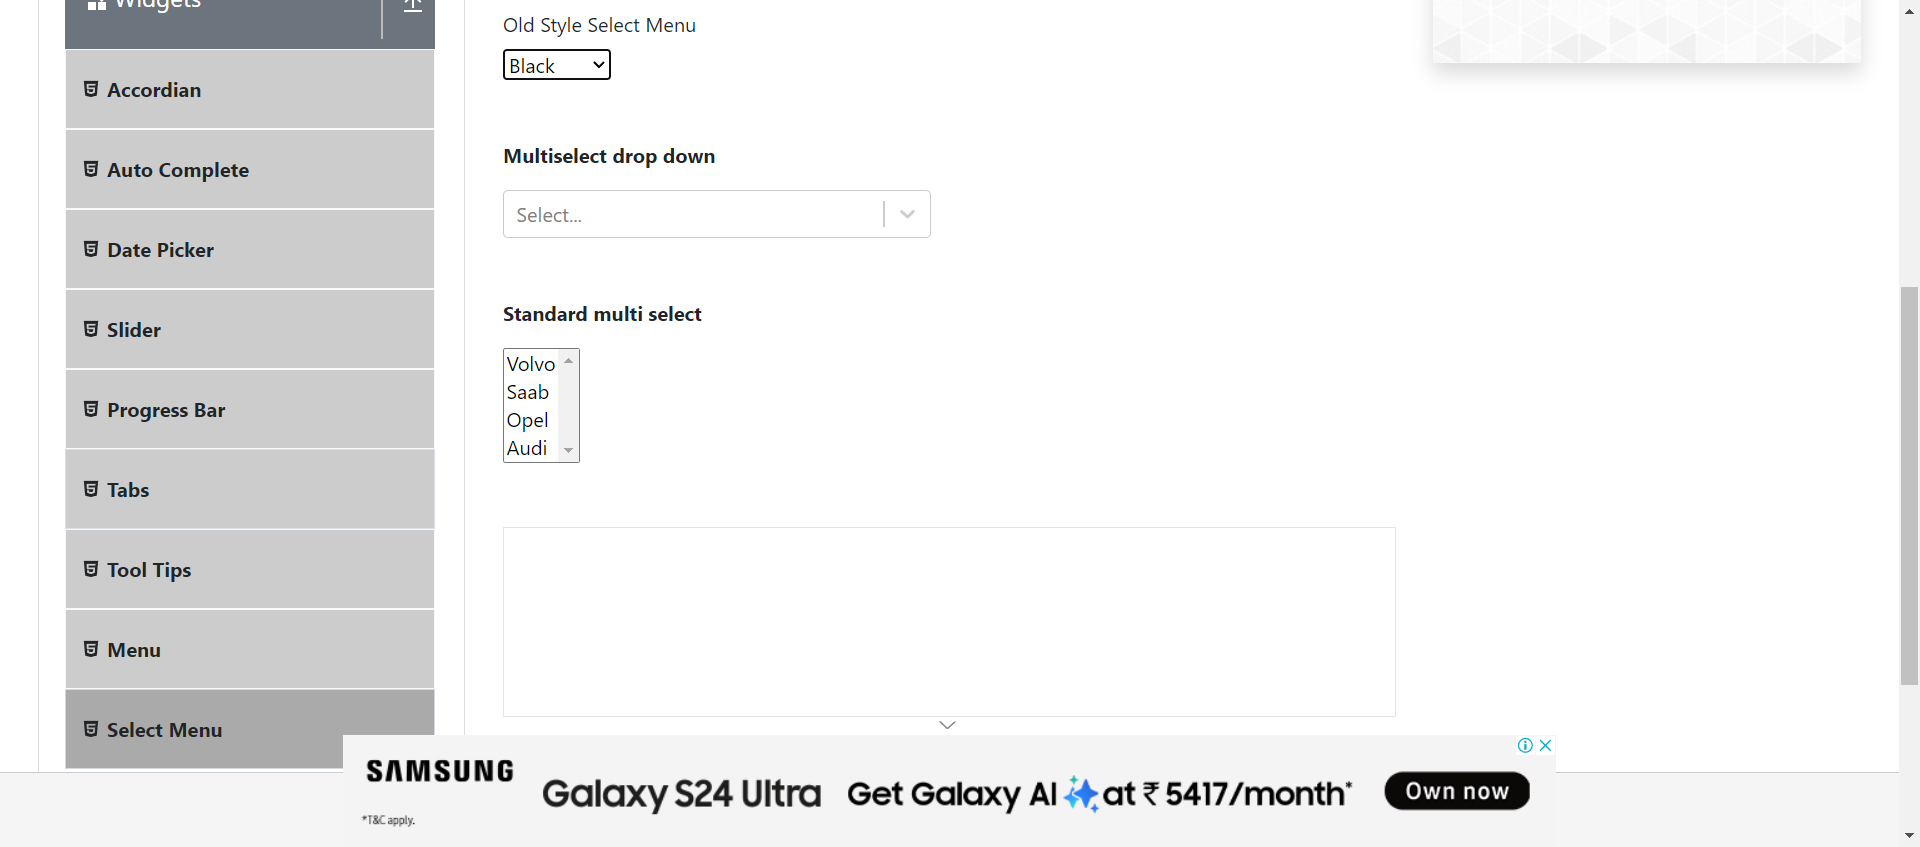 Widgets
Accordian
Auto Complete
Date Picker
Slider
Progress Bar
Tabs
Tool Tips
Menu
Select Menu
Old Style Select Menu
Black
Multiselect drop down
Select...
Standard multi select
Volvo
Saab
Opel
Audi
SAMSUNG
*T&C apply.
Galaxy S24 Ultra
Get Galaxy AI at ₹ 5417/month*
Own now